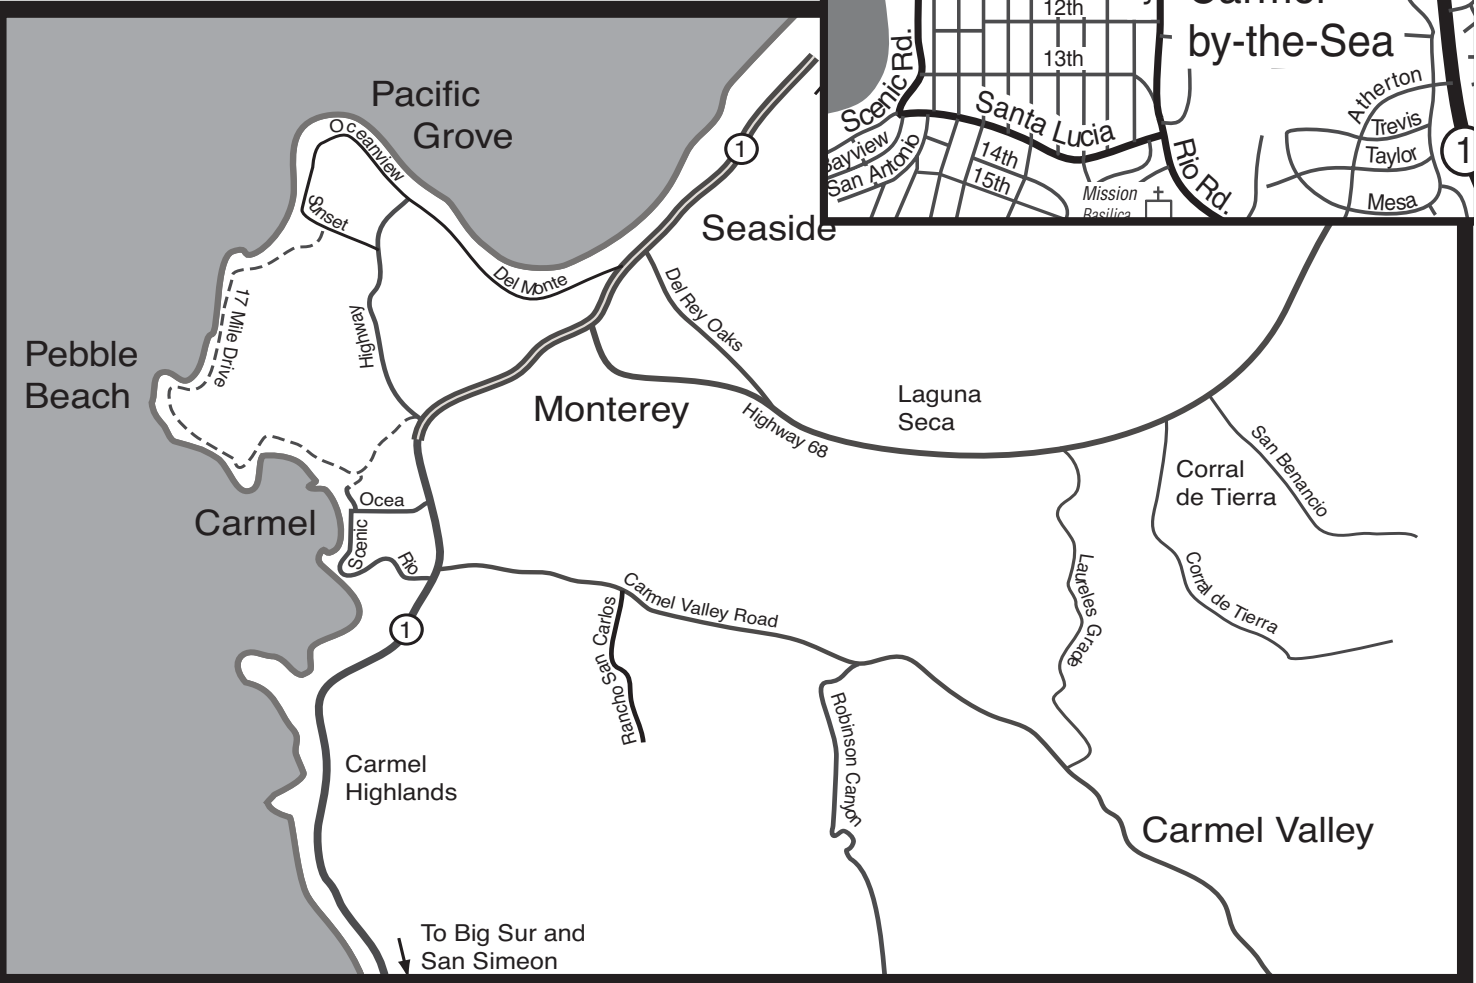 12th
by-the-Sea
13th
Scenic Rd.
Santa Lucia
Atherton
Trevis
Taylor
Mesa
1
Bayview
San Antonio
14th
15th
Rio Rd.
Mission
Basilica
Pacific
Grove
Oceanview
Sunset
1
Seaside
Del Monte
Del Rey Oaks
17 Mile Drive
Highway
Pebble
Beach
Monterey
Highway 68
Laguna
Seca
San Benancio
Corral
de Tierra
Corral de Tierra
Laureles Grade
Carmel
Ocea
Scenic
Rio
1
Carmel Valley Road
Rancho San Carlos
Robinson Canyon
Carmel
Highlands
Carmel Valley
To Big Sur and
San Simeon